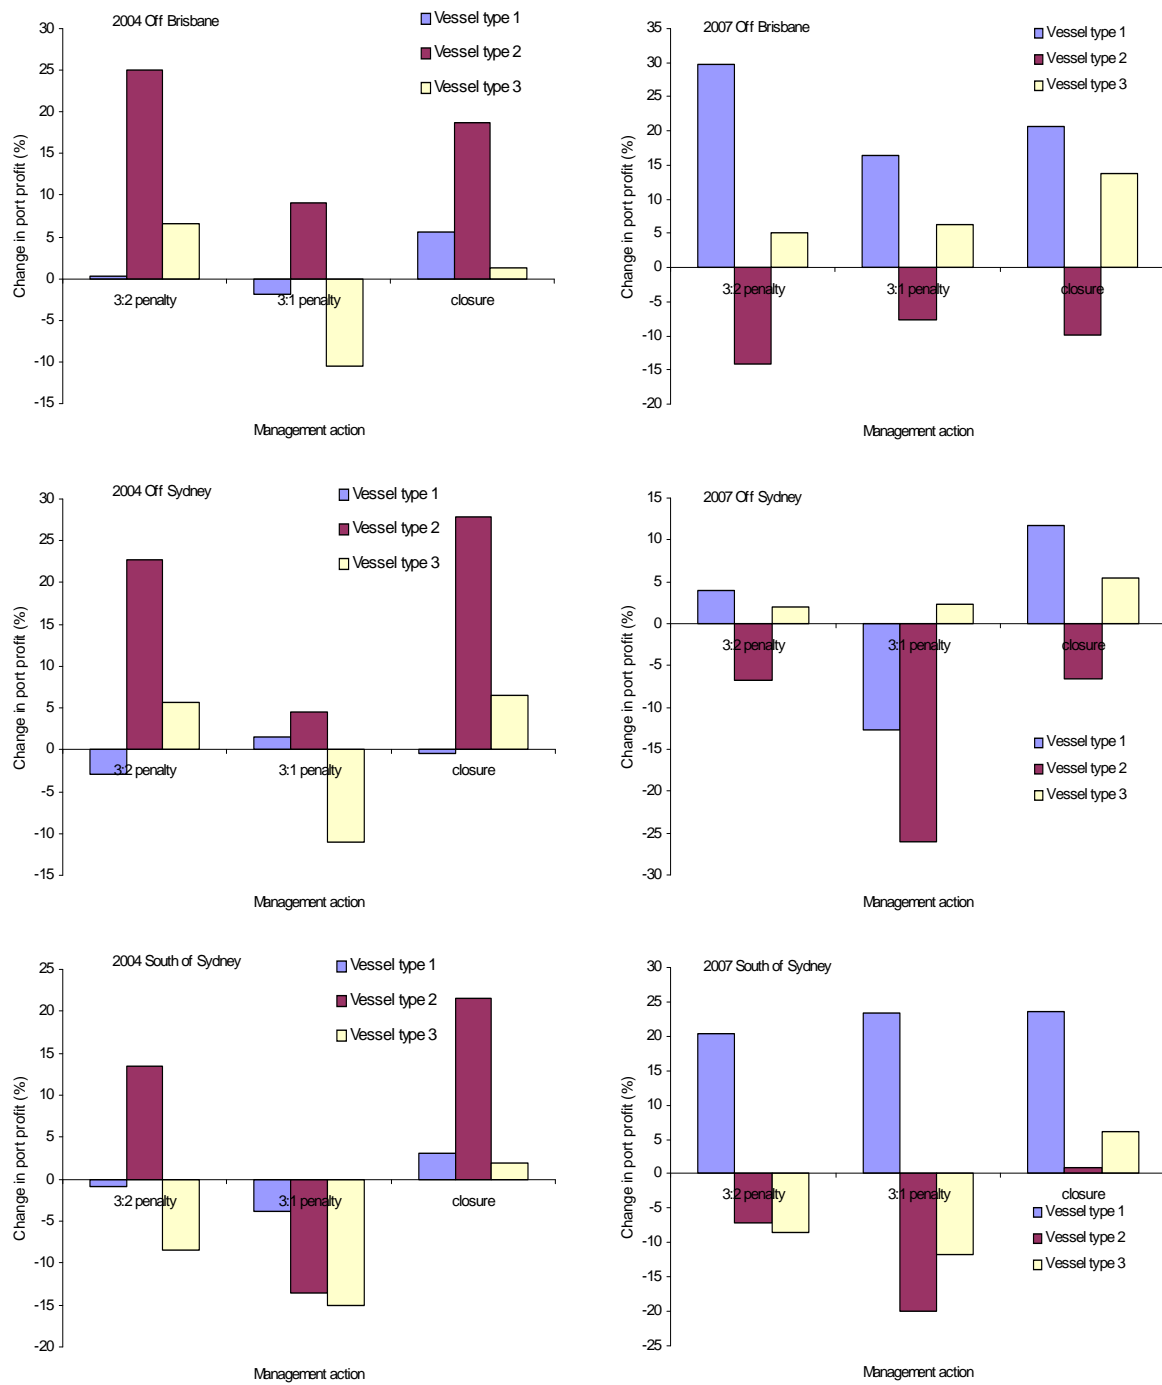 2004 Off Brisbane
Vessel type 1
Vessel type 2
Vessel type 3
Change in port profit (%)
30
25
20
15
10
5
0
-5
-10
-15
3:2 penalty
3:1 penalty
closure
Management action
2007 Off Brisbane
Vessel type 1
Vessel type 2
Vessel type 3
Change in port profit (%)
35
30
25
20
15
10
5
0
-5
-10
-15
-20
3:2 penalty
3:1 penalty
closure
Management action
2004 Off Sydney
Vessel type 1
Vessel type 2
Vessel type 3
Change in port profit (%)
30
25
20
15
10
5
0
-5
-10
-15
3:2 penalty
3:1 penalty
closure
Management action
2007 Off Sydney
Change in port profit (%)
15
10
5
0
-5
-10
-15
-20
-25
-30
3:2 penalty
3:1 penalty
closure
Vessel type 1
Vessel type 2
Vessel type 3
Management action
2004 South of Sydney
Vessel type 1
Vessel type 2
Vessel type 3
Change in port profit (%)
25
20
15
10
5
0
-5
-10
-15
-20
3:2 penalty
3:1 penalty
closure
Management action
2007 South of Sydney
Change in port profit (%)
30
25
20
15
10
5
0
-5
-10
-15
-20
-25
3:2 penalty
3:1 penalty
closure
Vessel type 1
Vessel type 2
Vessel type 3
Management action